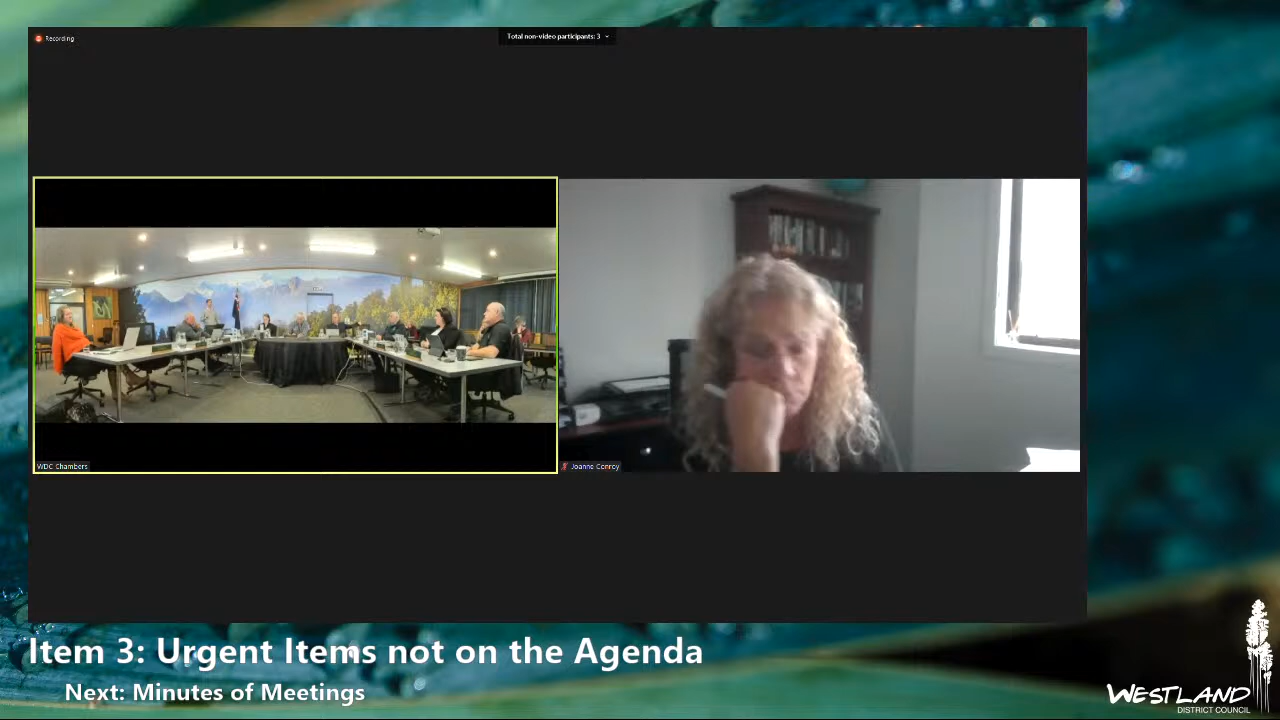 Recording
Total non-video participants: 3
WDC Chambers
Joanne Conroy
Item 3: Urgent Items not on the Agenda
Next: Minutes of Meetings
WESTLAND
DISTRICT COUNCIL